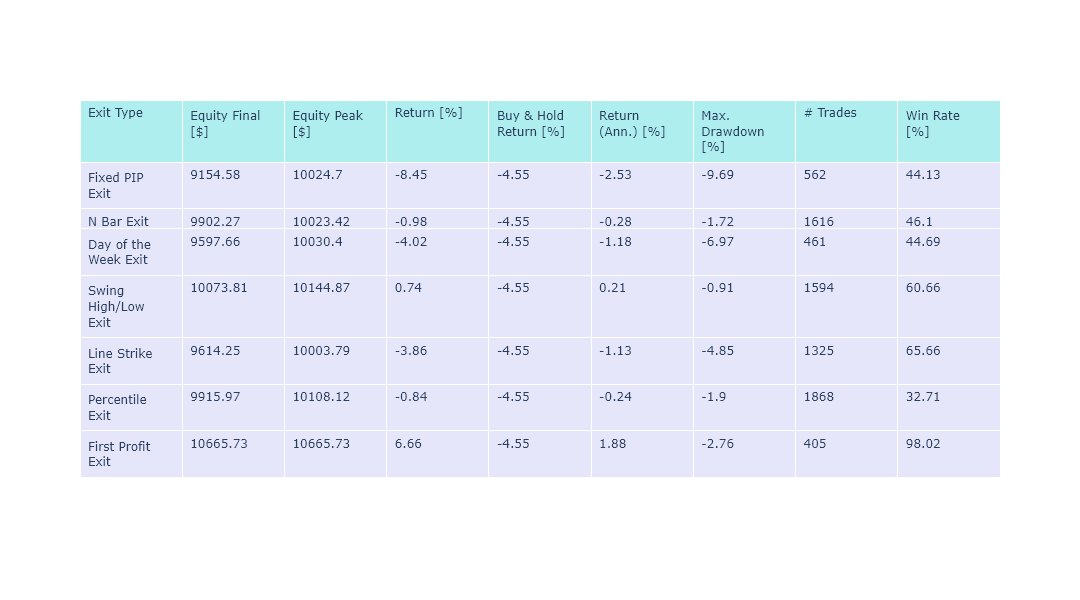 Exit Type Equity Final [$] Equity Peak [$] Return [%] Buy & Hold Return [%] Return (Ann.) [%] Max. Drawdown [%] # Trades Win Rate [%]
Fixed PIP Exit 9154.58 10024.7 -8.45 -4.55 -2.53 -9.69 562 44.13
N Bar Exit 9902.27 10023.42 -0.98 -4.55 -0.28 -1.72 1616 46.1
Day of the Week Exit 9597.66 10030.4 -4.02 -4.55 -1.18 -6.97 461 44.69
Swing High/Low Exit 10073.81 10144.87 0.74 -4.55 0.21 -0.91 1594 60.66
Line Strike Exit 9614.25 10003.79 -3.86 -4.55 -1.13 -4.85 1325 65.66
Percentile Exit 9915.97 10108.12 -0.84 -4.55 -0.24 -1.9 1868 32.71
First Profit Exit 10665.73 10665.73 6.66 -4.55 1.88 -2.76 405 98.02